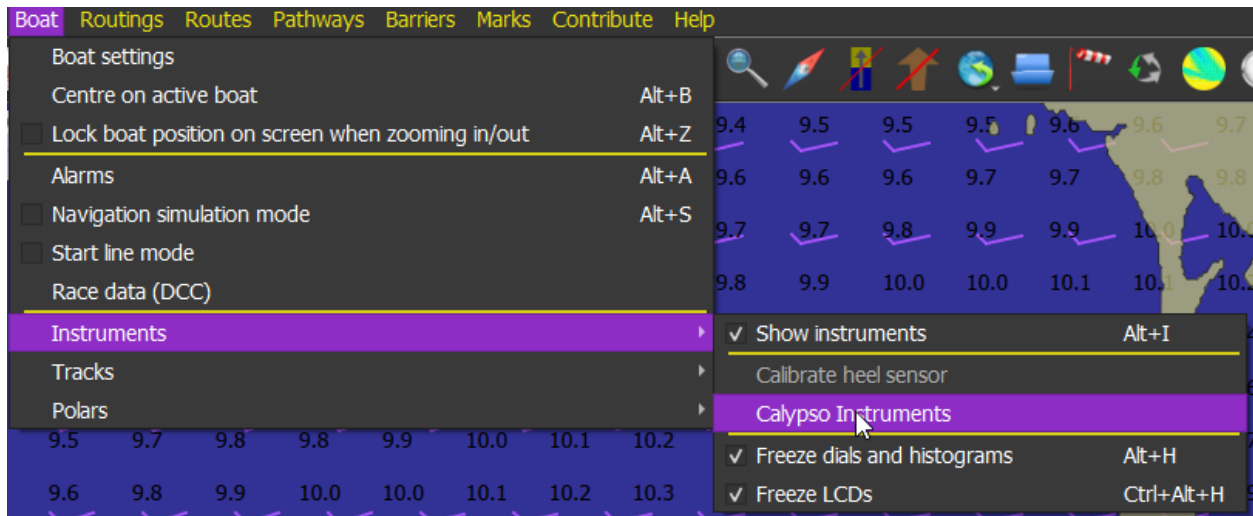 Boat Routings Routes Pathways Barriers Marks Contribute Help
Boat settings
Centre on active boat Alt+B
Lock boat position on screen when zooming in/out Alt+Z
Alarms Alt+A
Navigation simulation mode Alt+S
Start line mode
Race data (DCC)
Instruments
Tracks
Polars
Show instruments Alt+I
Calibrate heel sensor
Calypso Instruments
Freeze dials and histograms Alt+H
Freeze LCDs Ctrl+Alt+H
9.4 9.5 9.5 9.5 9.6 9.6 9.7
9.6 9.6 9.6 9.7 9.7 9.8 9.8
9.7 9.7 9.8 9.9 9.9 10.0
9.8 9.9 10.0 10.0 10.1 10.1
9.5 9.7 9.8 9.8 9.9 10.0 10.1 10.2
9.6 9.8 9.9 10.0 10.0 10.1 10.2 10.3